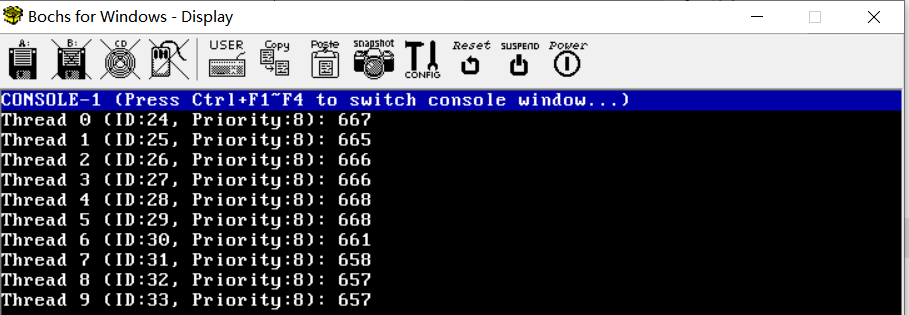 Bochs for Windows - Display
A: B: CD USER Copy Paste snapshot CONFIG Reset SUSPEND Power
CONSOLE-1 (Press Ctrl+F1~F4 to switch console window...)
Thread 0 (ID:24, Priority:8): 667
Thread 1 (ID:25, Priority:8): 665
Thread 2 (ID:26, Priority:8): 666
Thread 3 (ID:27, Priority:8): 666
Thread 4 (ID:28, Priority:8): 668
Thread 5 (ID:29, Priority:8): 668
Thread 6 (ID:30, Priority:8): 661
Thread 7 (ID:31, Priority:8): 658
Thread 8 (ID:32, Priority:8): 657
Thread 9 (ID:33, Priority:8): 657